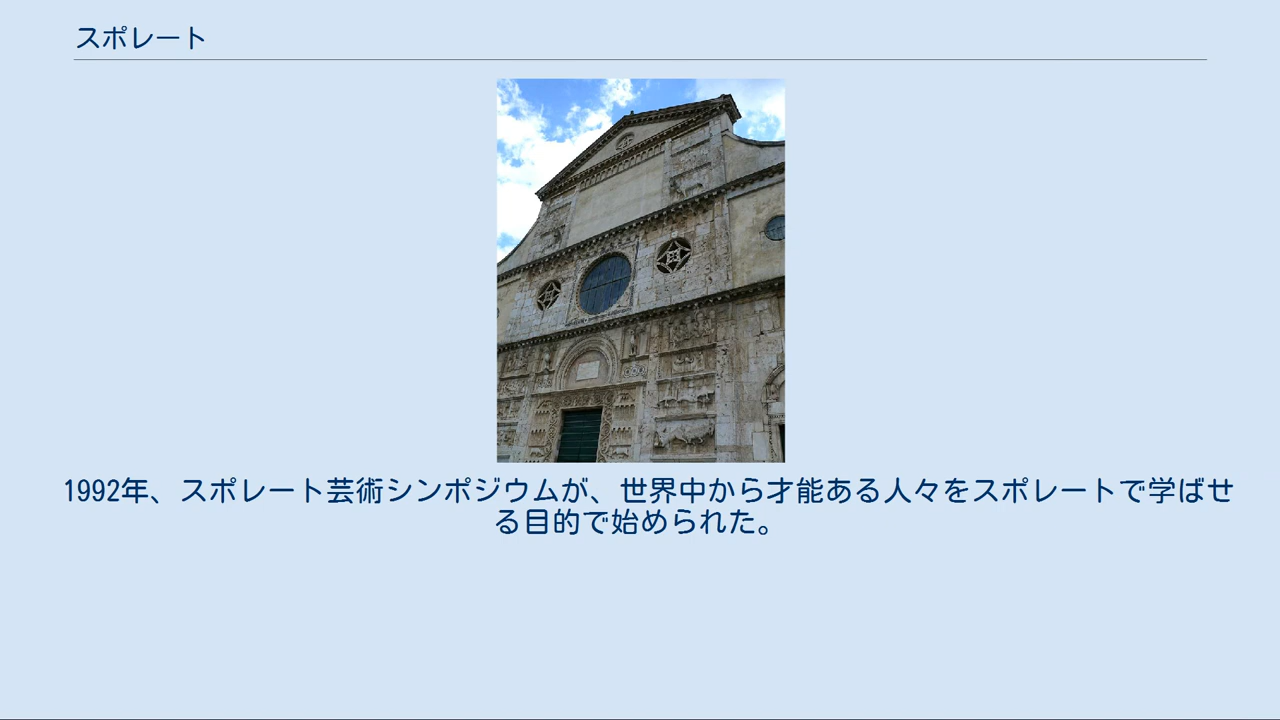 スポレート
1992年、スポレート芸術シンポジウムが、世界中から才能ある人々をスポレートで学ばせ
る目的で始められた。